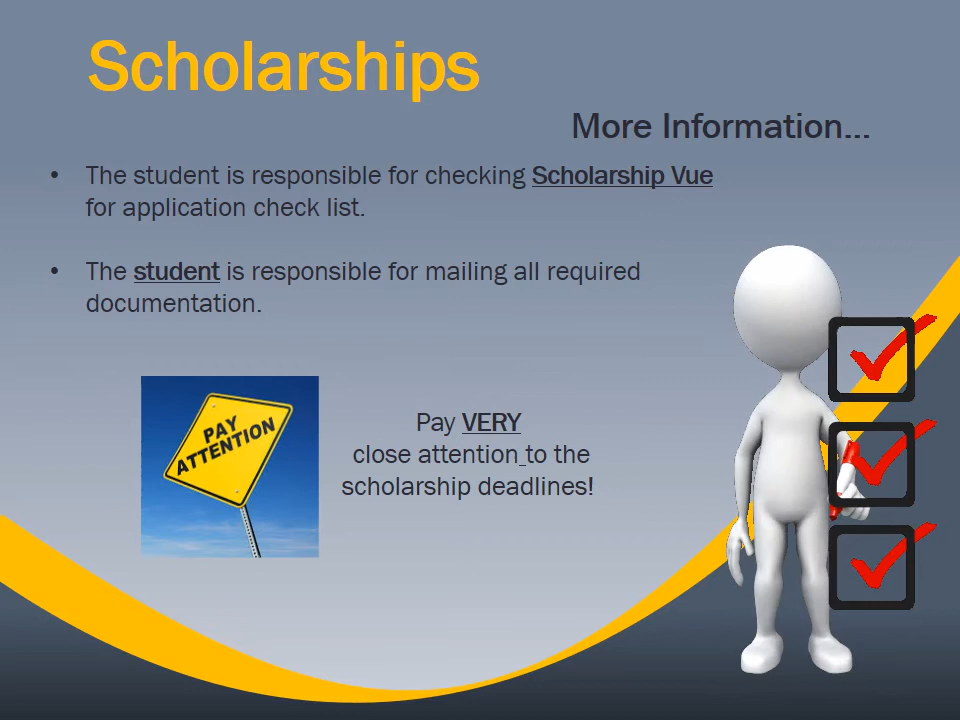 Scholarships
More Information...
• The student is responsible for checking Scholarship Vue
for application check list.
• The student is responsible for mailing all required
documentation.
PAY
ATTENTION
Pay VERY
close attention to the
scholarship deadlines!